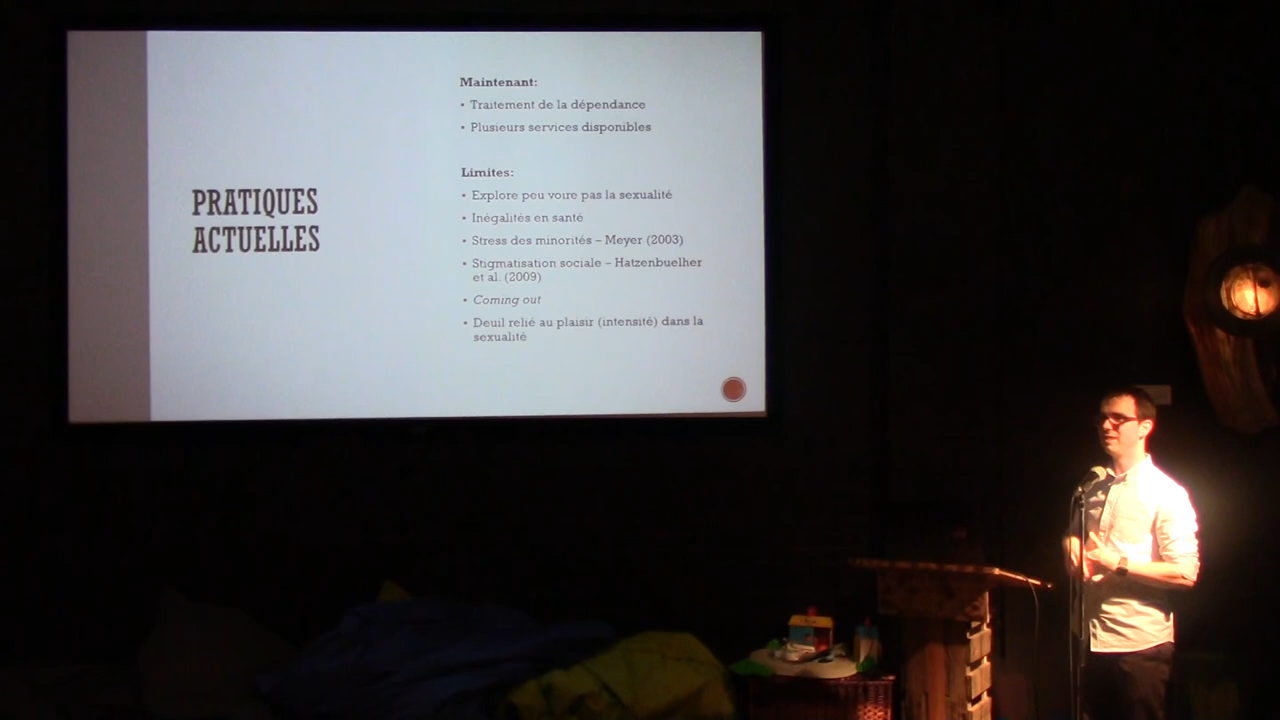 PRATIQUES
ACTUELLES
Maintenant:
• Traitement de la dépendance
• Plusieurs services disponibles
Limites:
• Explore peu voire pas la sexualité
• Inégalités en santé
• Stress des minorités – Meyer (2003)
• Stigmatisation sociale – Hatzenbuelher
et al. (2009)
• Coming out
• Deuil relié au plaisir (intensité) dans la
sexualité